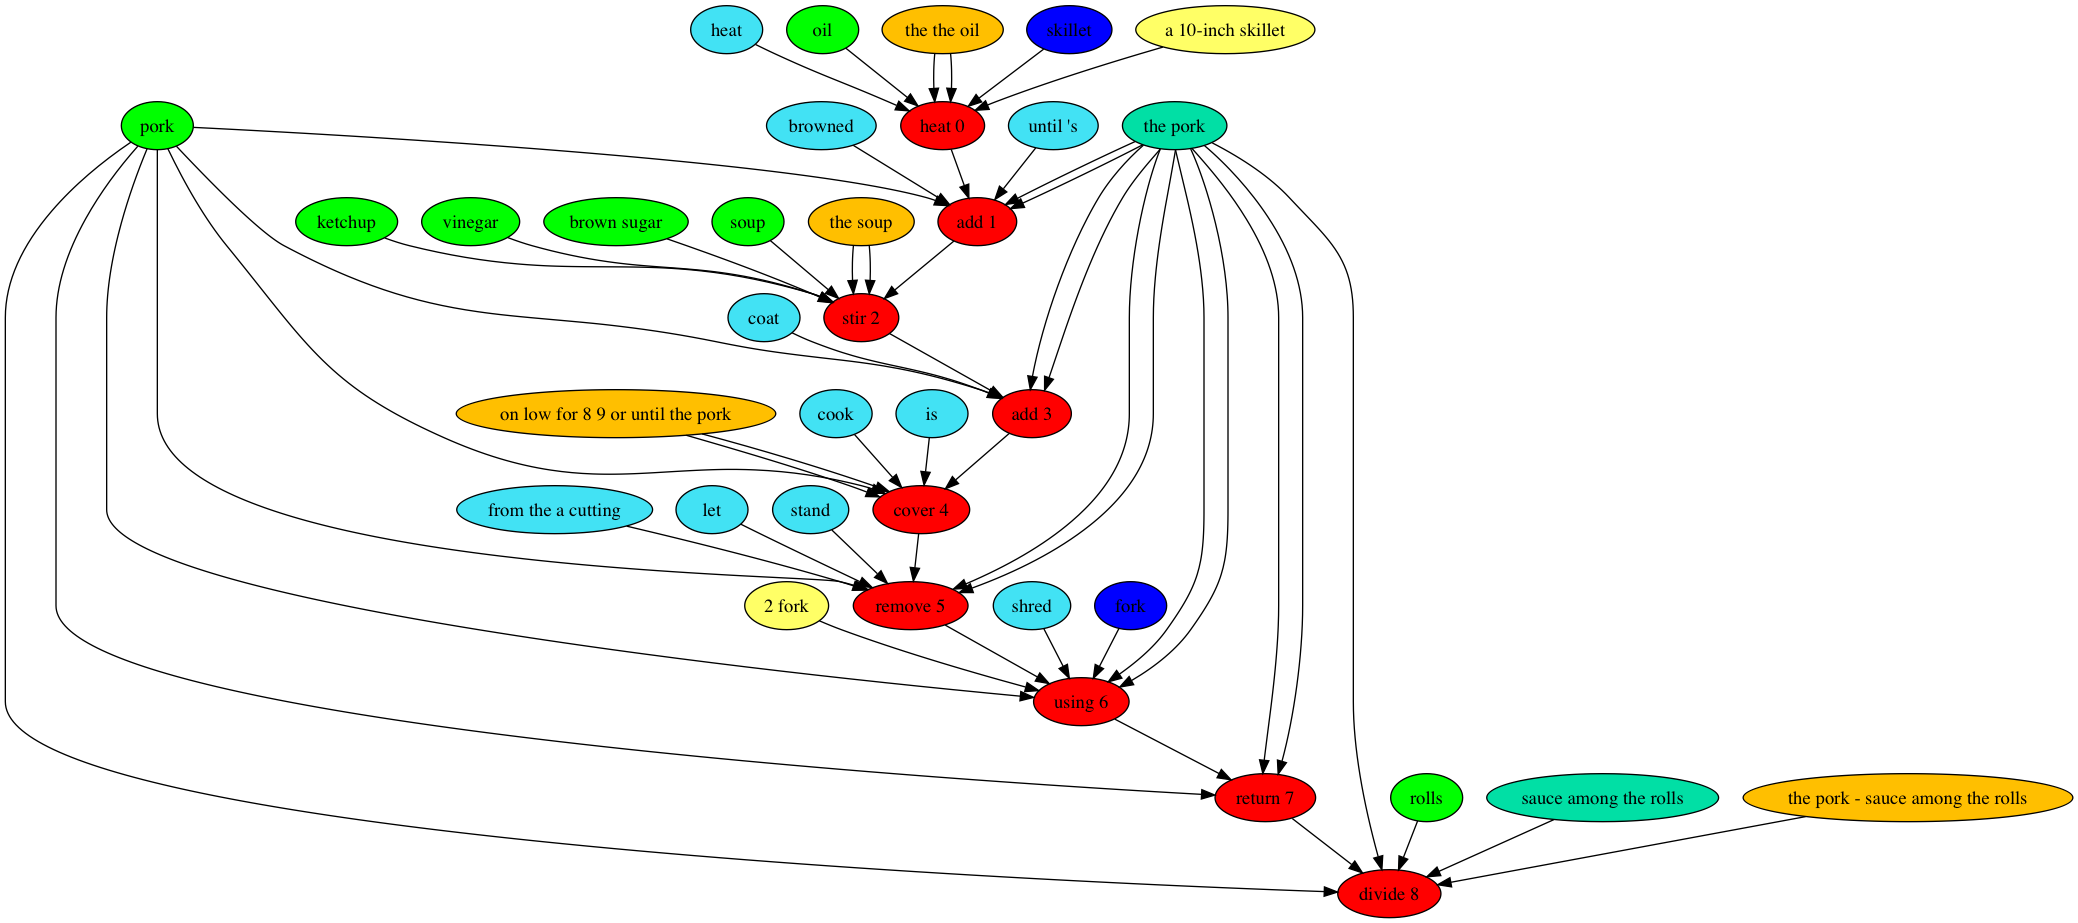 heat
oil
the the oil
skillet
a 10-inch skillet
pork
browned
heat 0
until 's
the pork
ketchup
vinegar
brown sugar
soup
the soup
add 1
coat
stir 2
on low for 8 9 or until the pork
cook
is
add 3
from the a cutting
let
stand
cover 4
2 fork
remove 5
shred
fork
using 6
return 7
rolls
sauce among the rolls
the pork - sauce among the rolls
divide 8